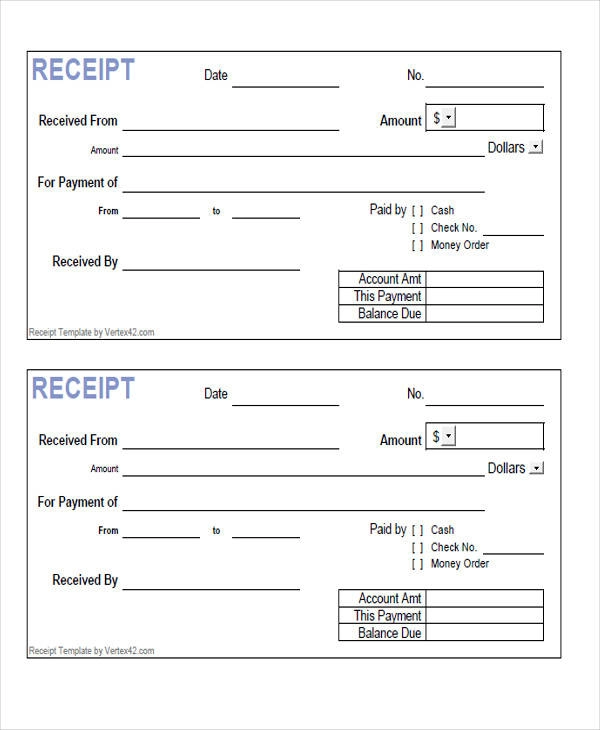 RECEIPT Date No.
Received From Amount $
Amount Dollars
For Payment of
From to Paid by [ ] Cash
[ ] Check No.
[ ] Money Order
Received By
Account Amt
This Payment
Balance Due
Receipt Template by Vertex42.com
RECEIPT Date No.
Received From Amount $
Amount Dollars
For Payment of
From to Paid by [ ] Cash
[ ] Check No.
[ ] Money Order
Received By
Account Amt
This Payment
Balance Due
Receipt Template by Vertex42.com